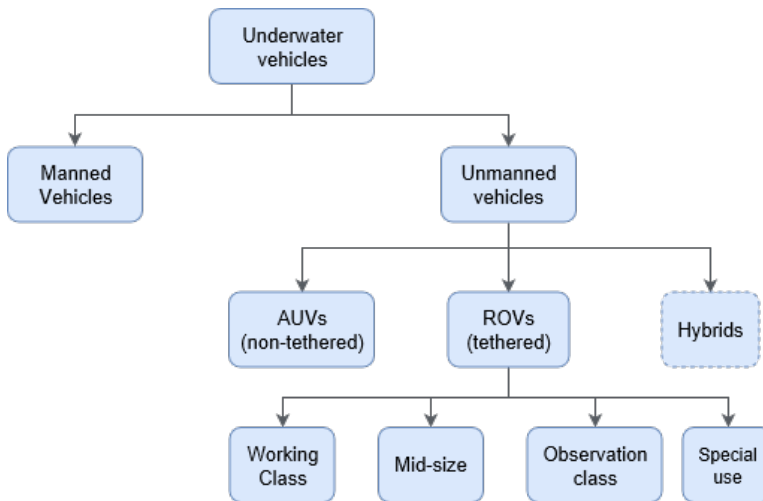 Underwater
vehicles
Manned
Vehicles
Unmanned
vehicles
AUVs
(non-tethered)
ROVs
(tethered)
Hybrids
Working
Class
Mid-size
Observation
class
Special
use